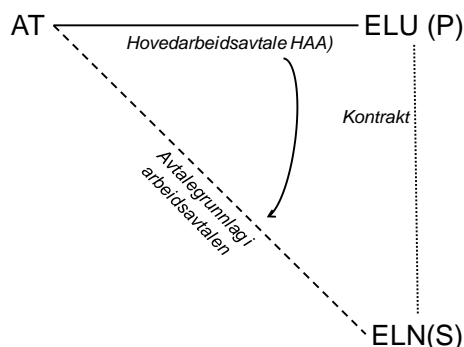 AT
ELU (P)
Hovedarbeidsavtale HAA)
Kontrakt
Avtalegrunnlag i
arbeidsavtalen
ELN(S)